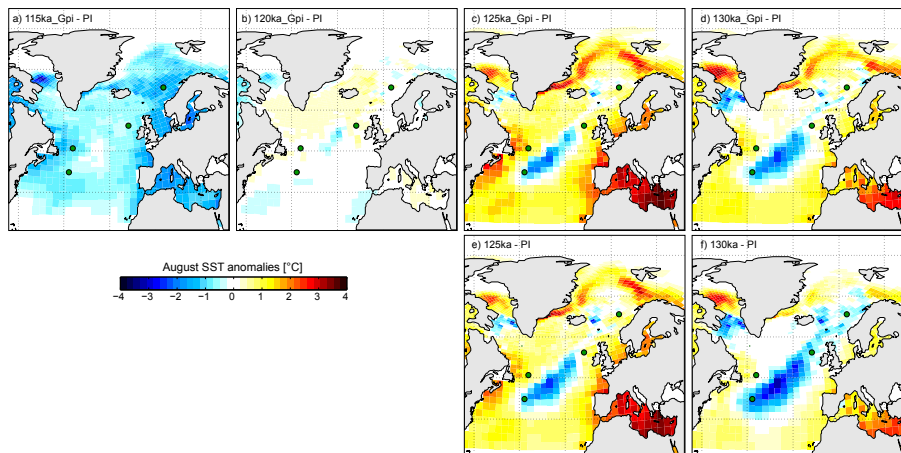 a) 115ka_Gpi - PI
b) 120ka_Gpi - PI
c) 125ka_Gpi - PI
d) 130ka_Gpi - PI
e) 125ka - PI
f) 130ka - PI
August SST anomalies [°C]
−4 −3 −2 −1 0 1 2 3 4